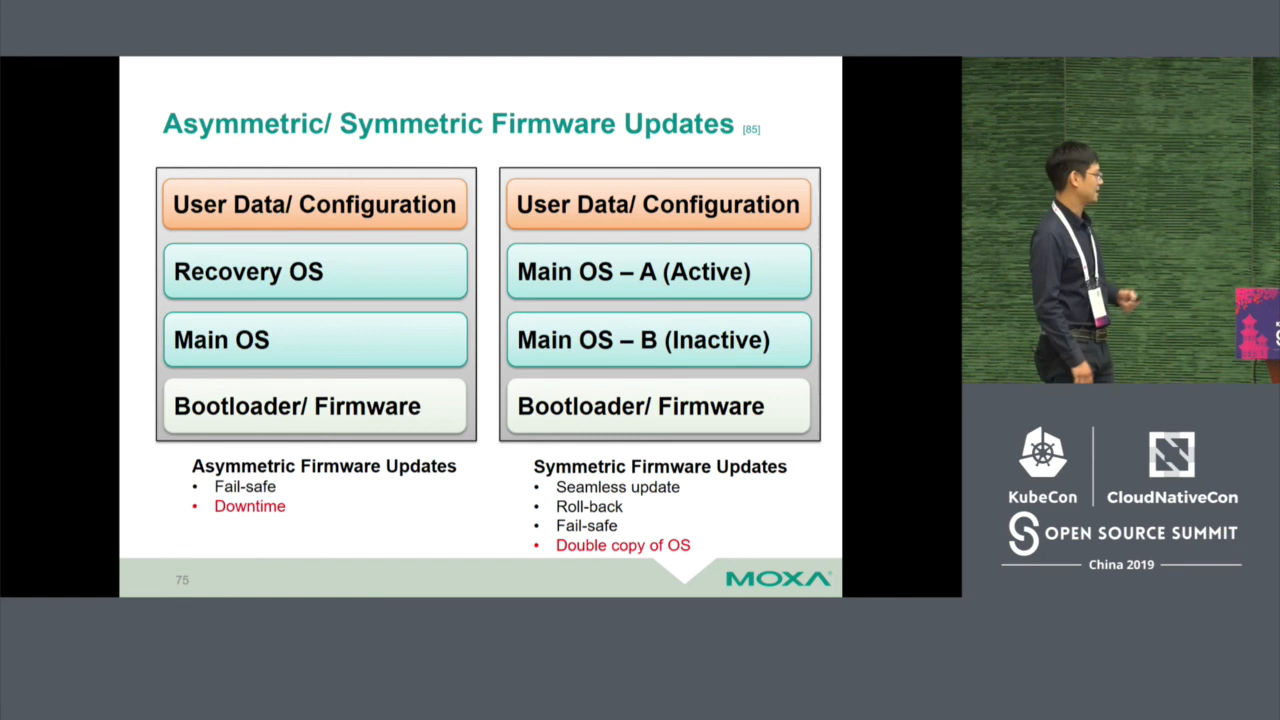 Asymmetric/ Symmetric Firmware Updates [85]
User Data/ Configuration
Recovery OS
Main OS
Bootloader/ Firmware
Asymmetric Firmware Updates
• Fail-safe
• Downtime
User Data/ Configuration
Main OS – A (Active)
Main OS – B (Inactive)
Bootloader/ Firmware
Symmetric Firmware Updates
• Seamless update
• Roll-back
• Fail-safe
• Double copy of OS
75
MOXA®
KubeCon
CloudNativeCon
OPEN SOURCE SUMMIT
China 2019